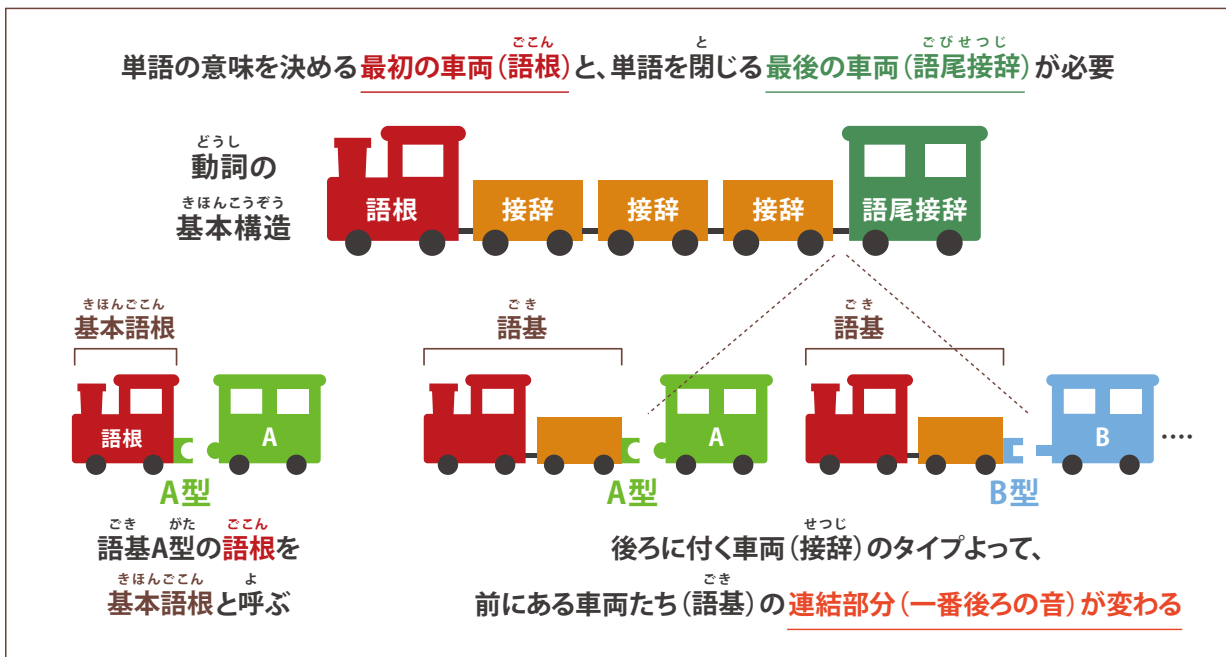 ごこん と ごびせつじ
単語の意味を決める最初の車両(語根)と、単語を閉じる最後の車両(語尾接辞)が必要
どうし
動詞の
きほんこうぞう
基本構造
語根 接辞 接辞 接辞 語尾接辞
きほんごこん
基本語根
ごき
語基
ごき
語基
語根 A
A
B ････
A型
A型
B型
ごき がた ごこん
語基A型の語根を
きほんごこん よ
基本語根と呼ぶ
せつじ
後ろに付く車両(接辞)のタイプよって、
ごき
前にある車両たち(語基)の連結部分(一番後ろの音)が変わる